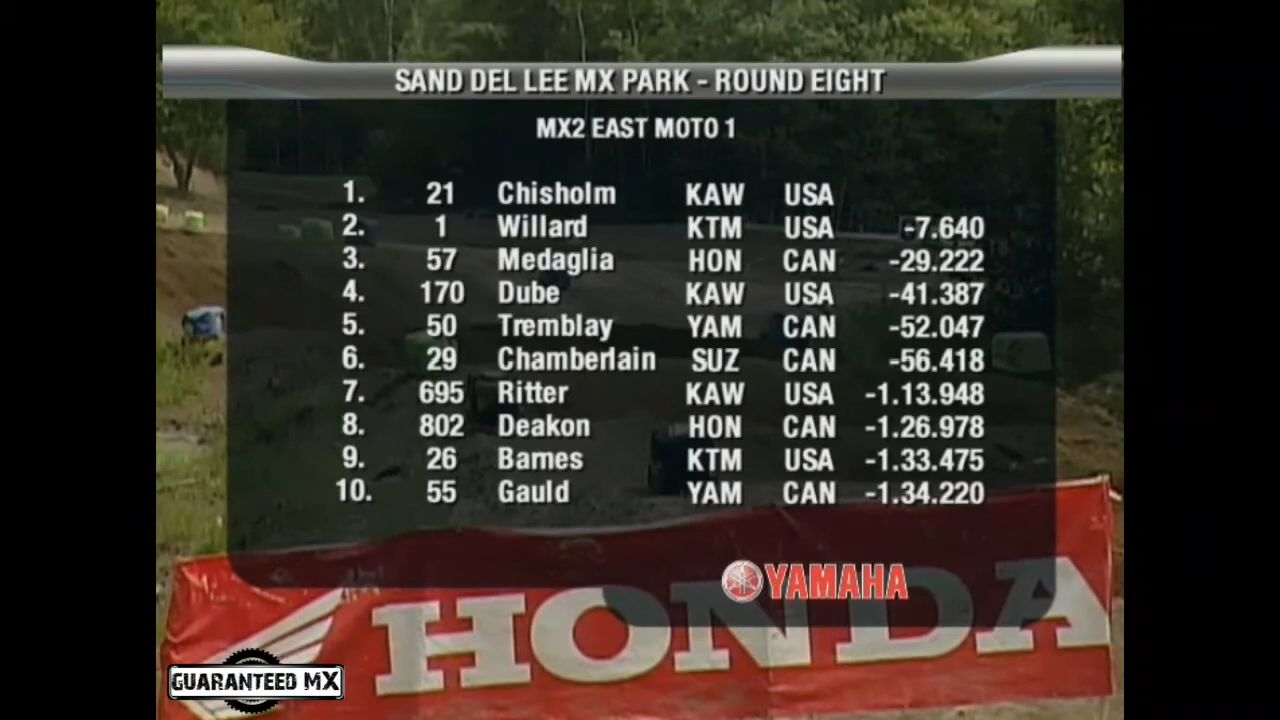 SAND DEL LEE MX PARK - ROUND EIGHT
MX2 EAST MOTO 1
1. 21 Chisholm KAW USA
2. 1 Willard KTM USA -7.640
3. 57 Medaglia HON CAN -29.222
4. 170 Dube KAW USA -41.387
5. 50 Tremblay YAM CAN -52.047
6. 29 Chamberlain SUZ CAN -56.418
7. 695 Ritter KAW USA -1.13.948
8. 802 Deakon HON CAN -1.26.978
9. 26 Barnes KTM USA -1.33.475
10. 55 Gauld YAM CAN -1.34.220
YAMAHA
HONDA
GUARANTEED MX